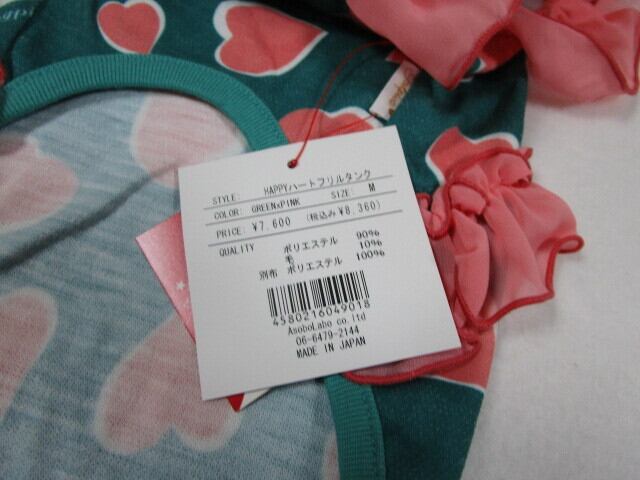 STYLE: HAPPYハートフリルタンク
COLOR: GREEN×PINK SIZE: M
PRICE: ¥7,600 (税込み¥8,360)
QUALITY ポリエステル 90%
毛 10%
別布 ポリエステル 100%
4580216049018
AsoboLabo co.ltd
06-6479-2144
MADE IN JAPAN